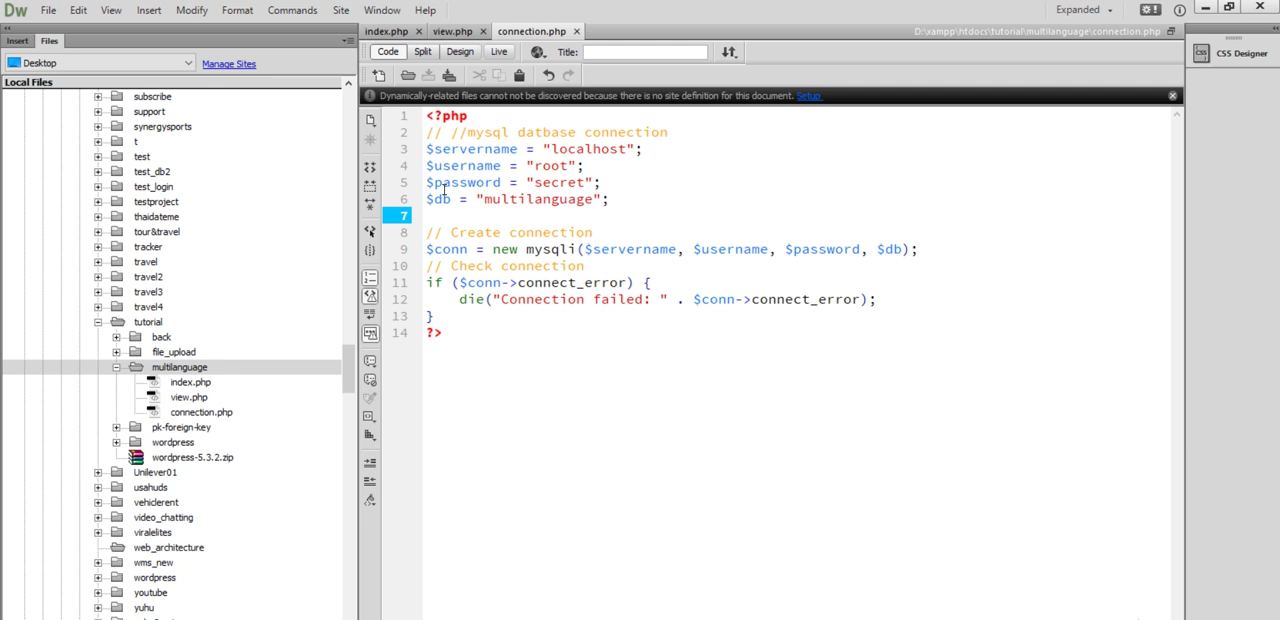 Dw File Edit View Insert Modify Format Commands Site Window Help Expanded
Insert Files
index.php view.php connection.php D:\xampp\htdocs\tutorial\multilanguage\connection.php
Code Split Design Live Title:
CSS Designer
Desktop Manage Sites
Local Files
Dynamically-related files cannot not be discovered because there is no site definition for this document. Setup
subscribe
support
synergysports
t
test
test_db2
test_login
testproject
thaidateme
tour&travel
tracker
travel
travel2
travel3
travel4
tutorial
back
file_upload
multilanguage
index.php
view.php
connection.php
pk-foreign-key
wordpress
wordpress-5.3.2.zip
Unilever01
usahuds
vehiclerent
video_chatting
viralelites
web_architecture
wms_new
wordpress
youtube
yuhu
1 <?php
2 // //mysql datbase connection
3 $servername = "localhost";
4 $username = "root";
5 $password = "secret";
6 $db = "multilanguage";
7
8 // Create connection
9 $conn = new mysqli($servername, $username, $password, $db);
10 // Check connection
11 if ($conn->connect_error) {
12 die("Connection failed: " . $conn->connect_error);
13 }
14 ?>